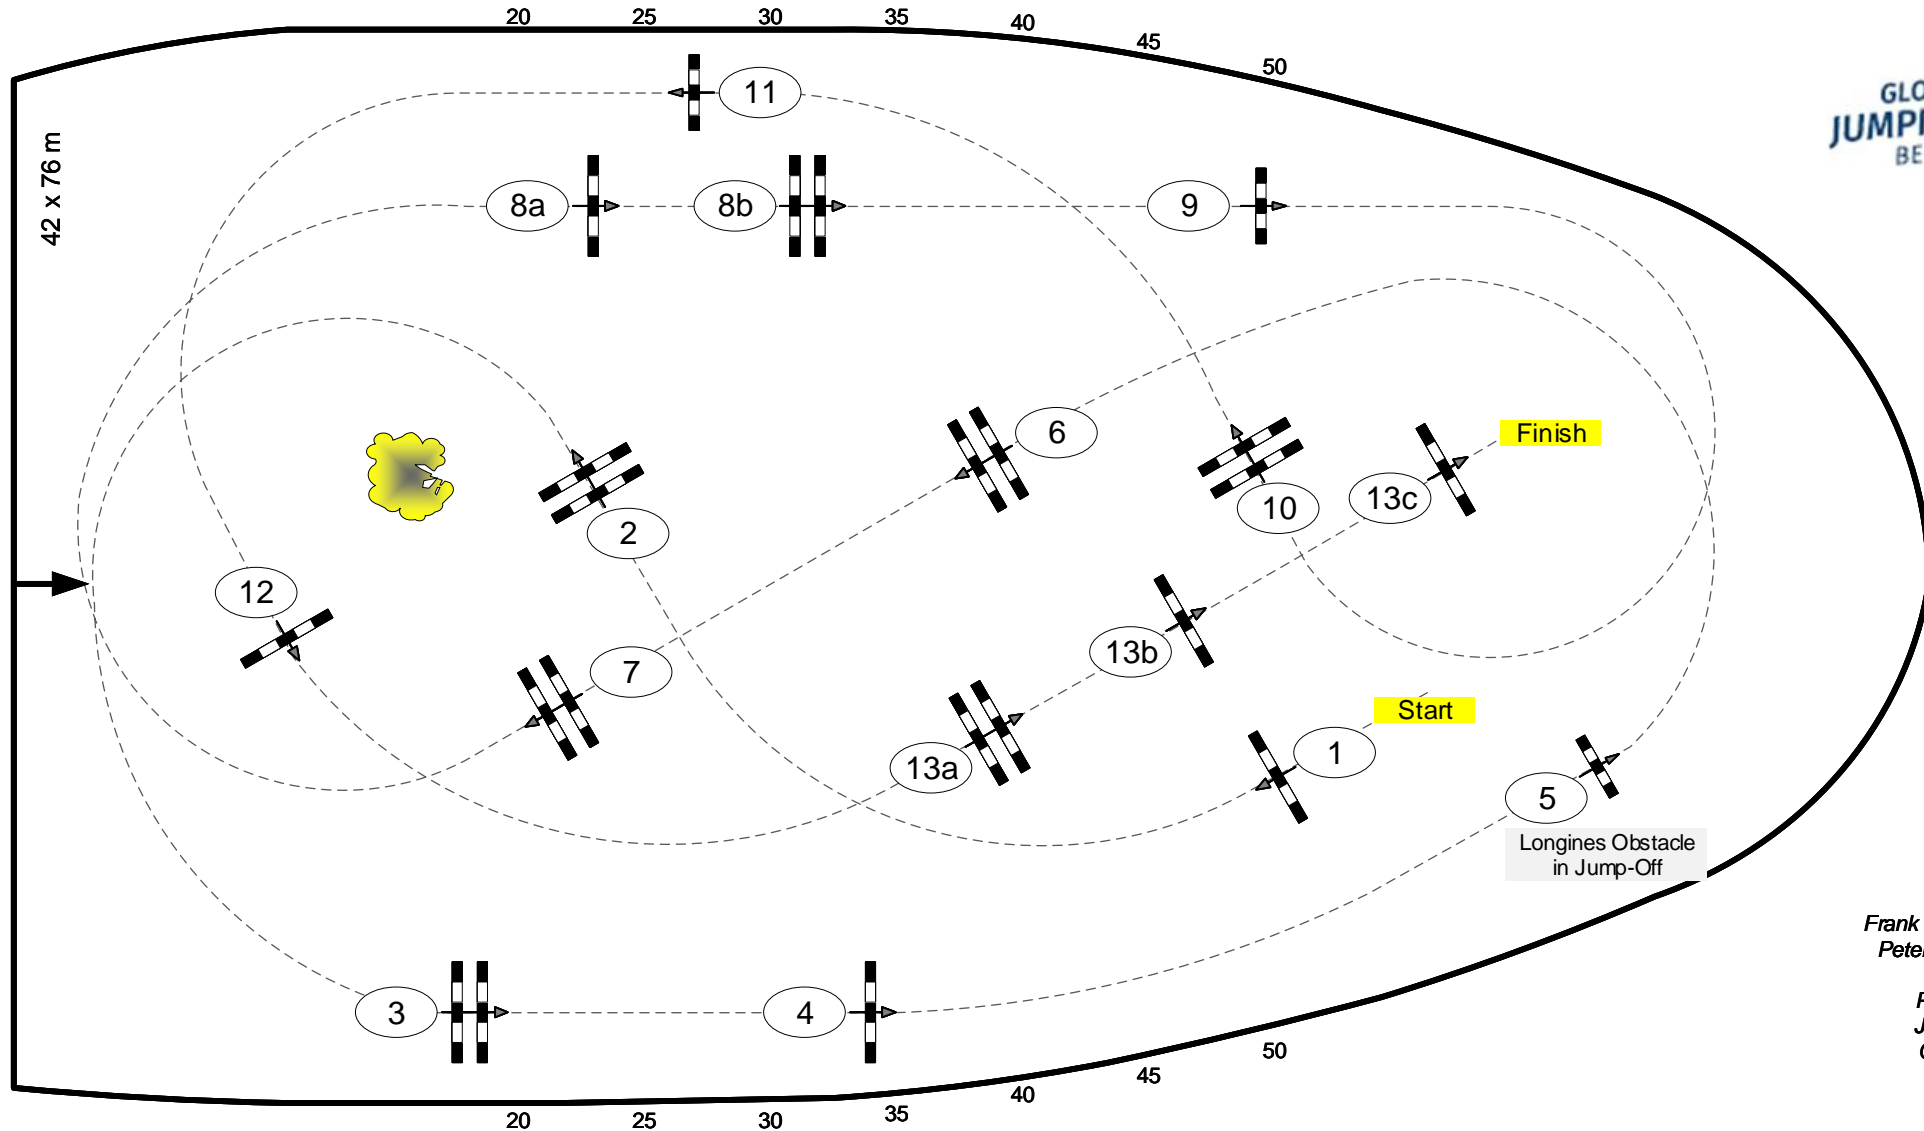 20 25 30 35 40 45 50
42 x 76 m
BE
11
8a 8b 9
6
Finish
2
10
13c
12
13b
7
Start
1
13a
5
Longines Obstacle
in Jump-Off
Frank
3 4
50
45
40
35
20 25 30